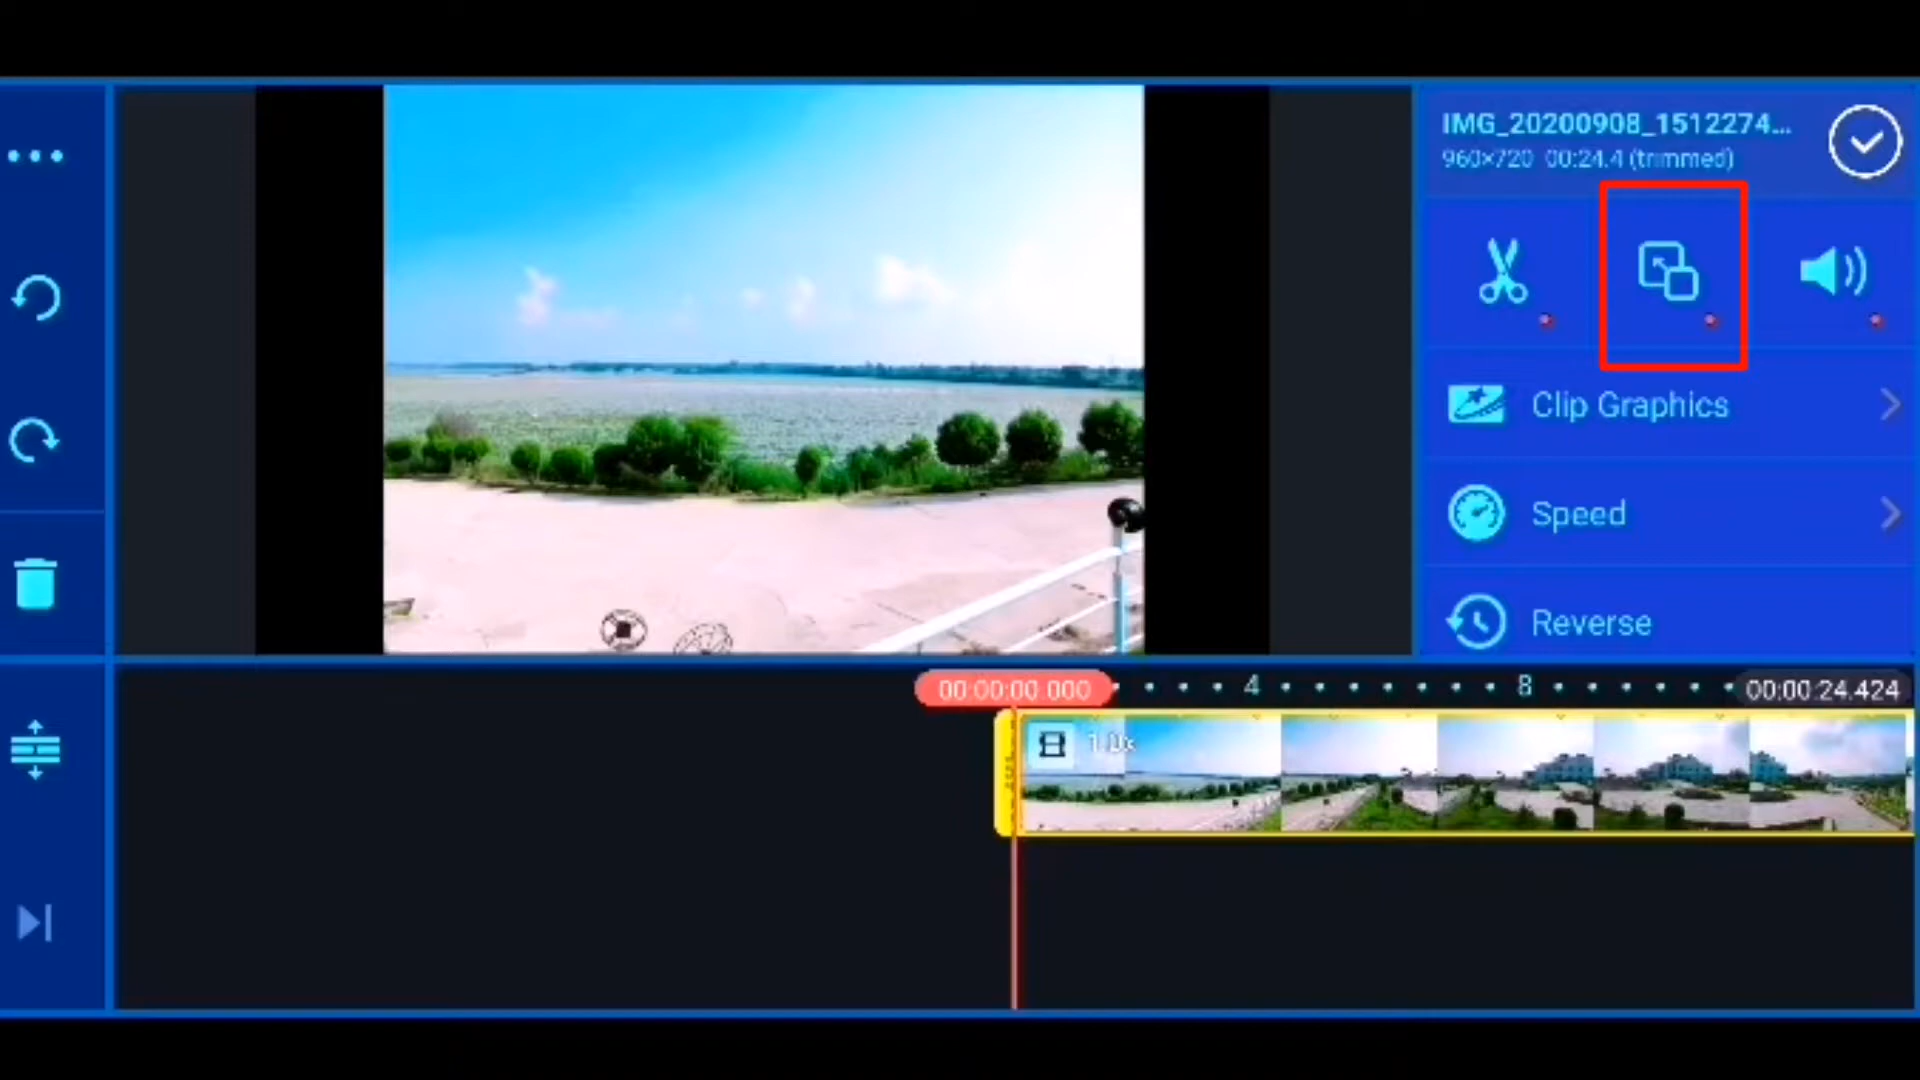 IMG_20200908_1512274...
960×720 00:24.4 (trimmed)
Clip Graphics
Speed
Reverse
00:00:00.000
4
8
00:00:24.424
1.0x